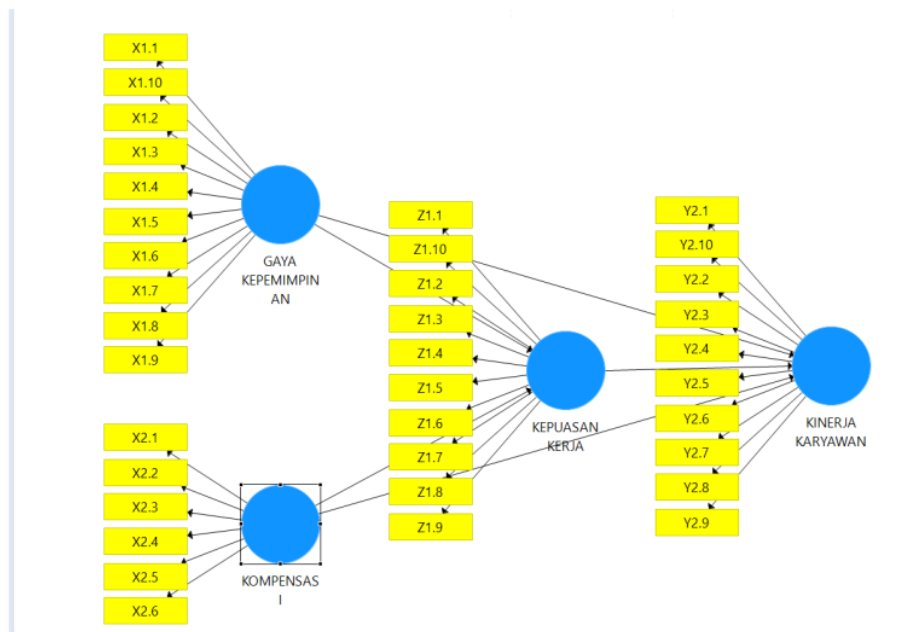 X1.1
X1.10
X1.2
X1.3
X1.4
X1.5
X1.6
X1.7
X1.8
X1.9
GAYA
KEPEMIMPIN
AN
X2.1
X2.2
X2.3
X2.4
X2.5
X2.6
KOMPENSAS
I
Z1.1
Z1.10
Z1.2
Z1.3
Z1.4
Z1.5
Z1.6
Z1.7
Z1.8
Z1.9
KEPUASAN
KERJA
Y2.1
Y2.10
Y2.2
Y2.3
Y2.4
Y2.5
Y2.6
Y2.7
Y2.8
Y2.9
KINERJA
KARYAWAN